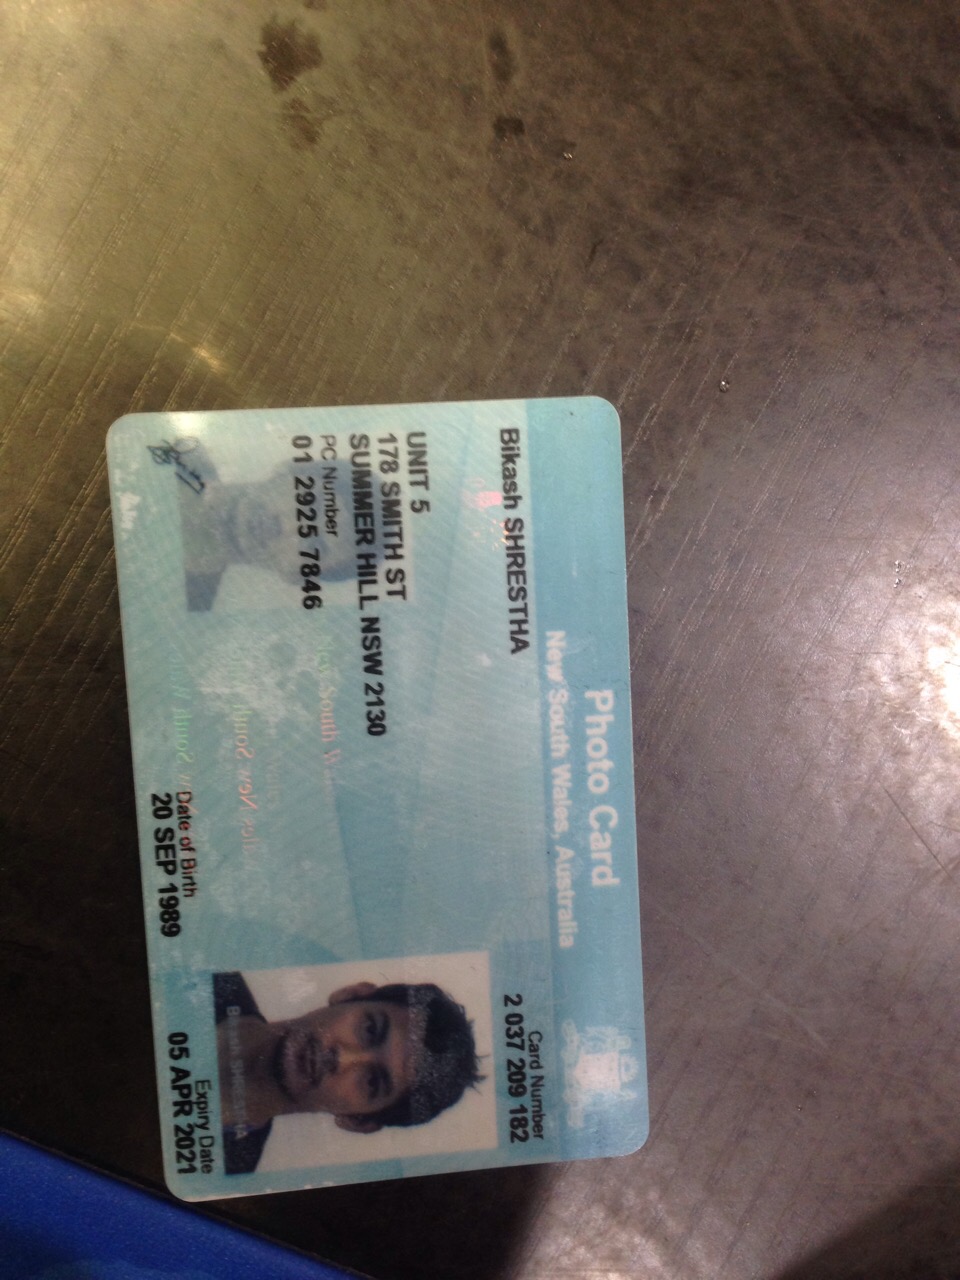 Photo Card
New South Wales, Australia
Bikash SHRESTHA
Card Number
2 037 209 182
UNIT 5
178 SMITH ST
SUMMER HILL NSW 2130
PC Number
01 2925 7846
Date of Birth
20 SEP 1989
Expiry Date
05 APR 2021